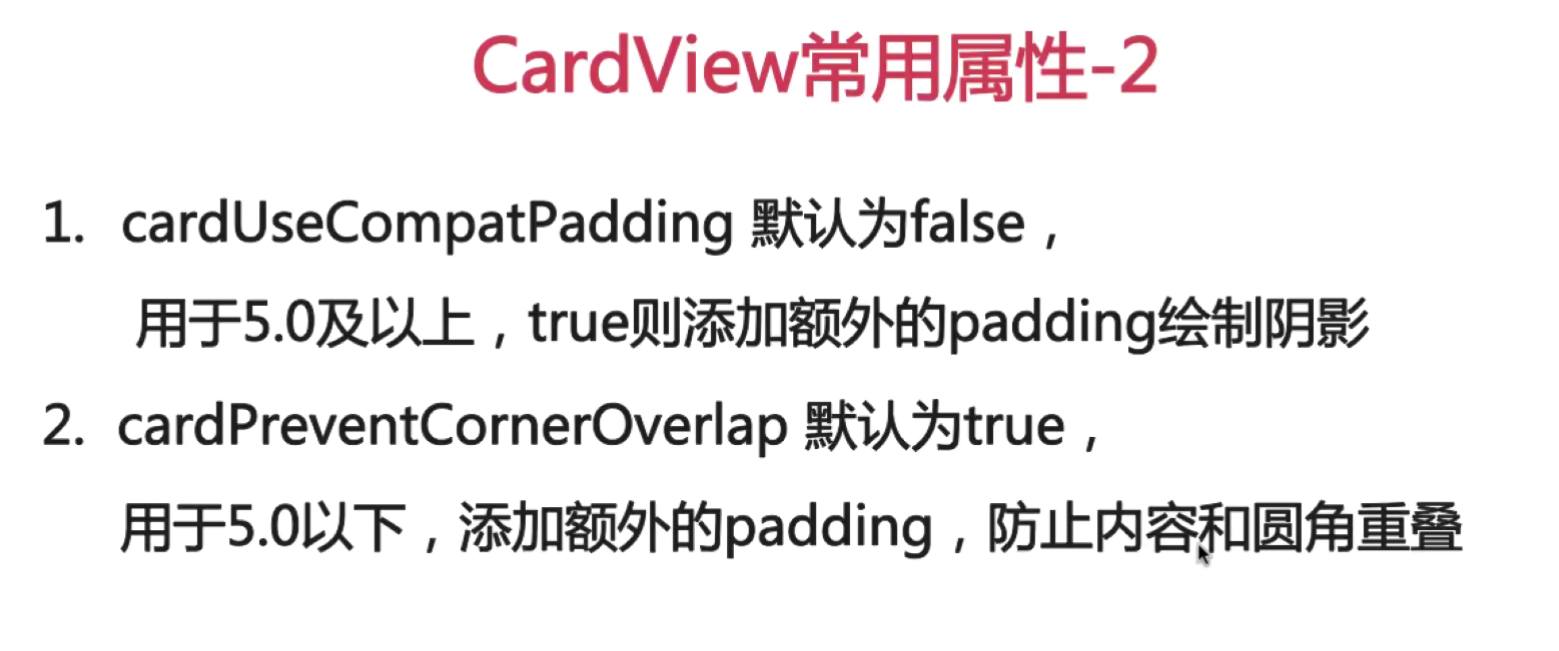 CardView常用属性-2
1. cardUseCompatPadding 默认为false，
用于5.0及以上，true则添加额外的padding绘制阴影
2. cardPreventCornerOverlap 默认为true，
用于5.0以下，添加额外的padding，防止内容和圆角重叠